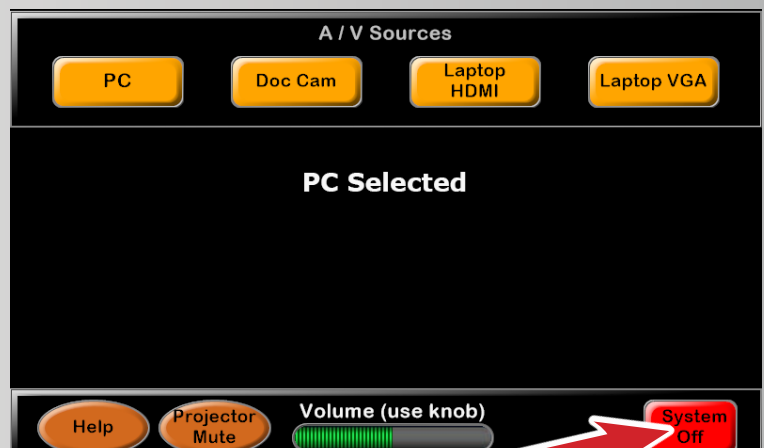 A / V Sources
PC
Doc Cam
Laptop
HDMI
Laptop VGA
PC Selected
Help
Projector
Mute
Volume (use knob)
System
Off